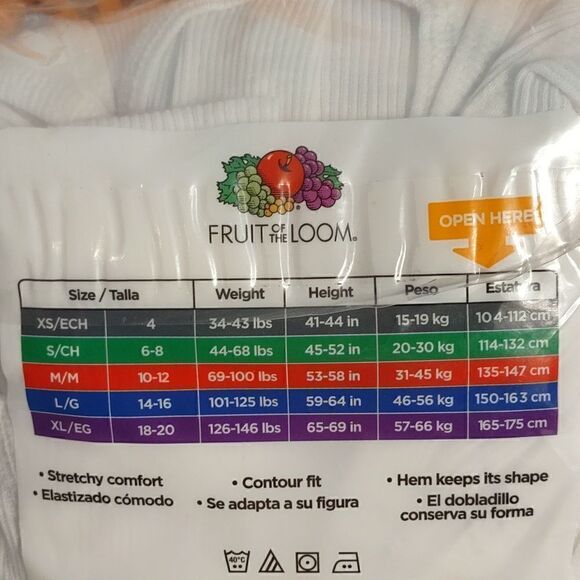 FRUIT OF THE LOOM®
OPEN HERE
Size / Talla Weight Height Peso Estatura
XS/ECH 4 34-43 lbs 41-44 in 15-19 kg 104-112 cm
S/CH 6-8 44-68 lbs 45-52 in 20-30 kg 114-132 cm
M/M 10-12 69-100 lbs 53-58 in 31-45 kg 135-147 cm
L/G 14-16 101-125 lbs 59-64 in 46-56 kg 150-163 cm
XL/EG 18-20 126-146 lbs 65-69 in 57-66 kg 165-175 cm
• Stretchy comfort
• Elastizado cómodo
• Contour fit
• Se adapta a su figura
• Hem keeps its shape
• El dobladillo
conserva su forma
40°C